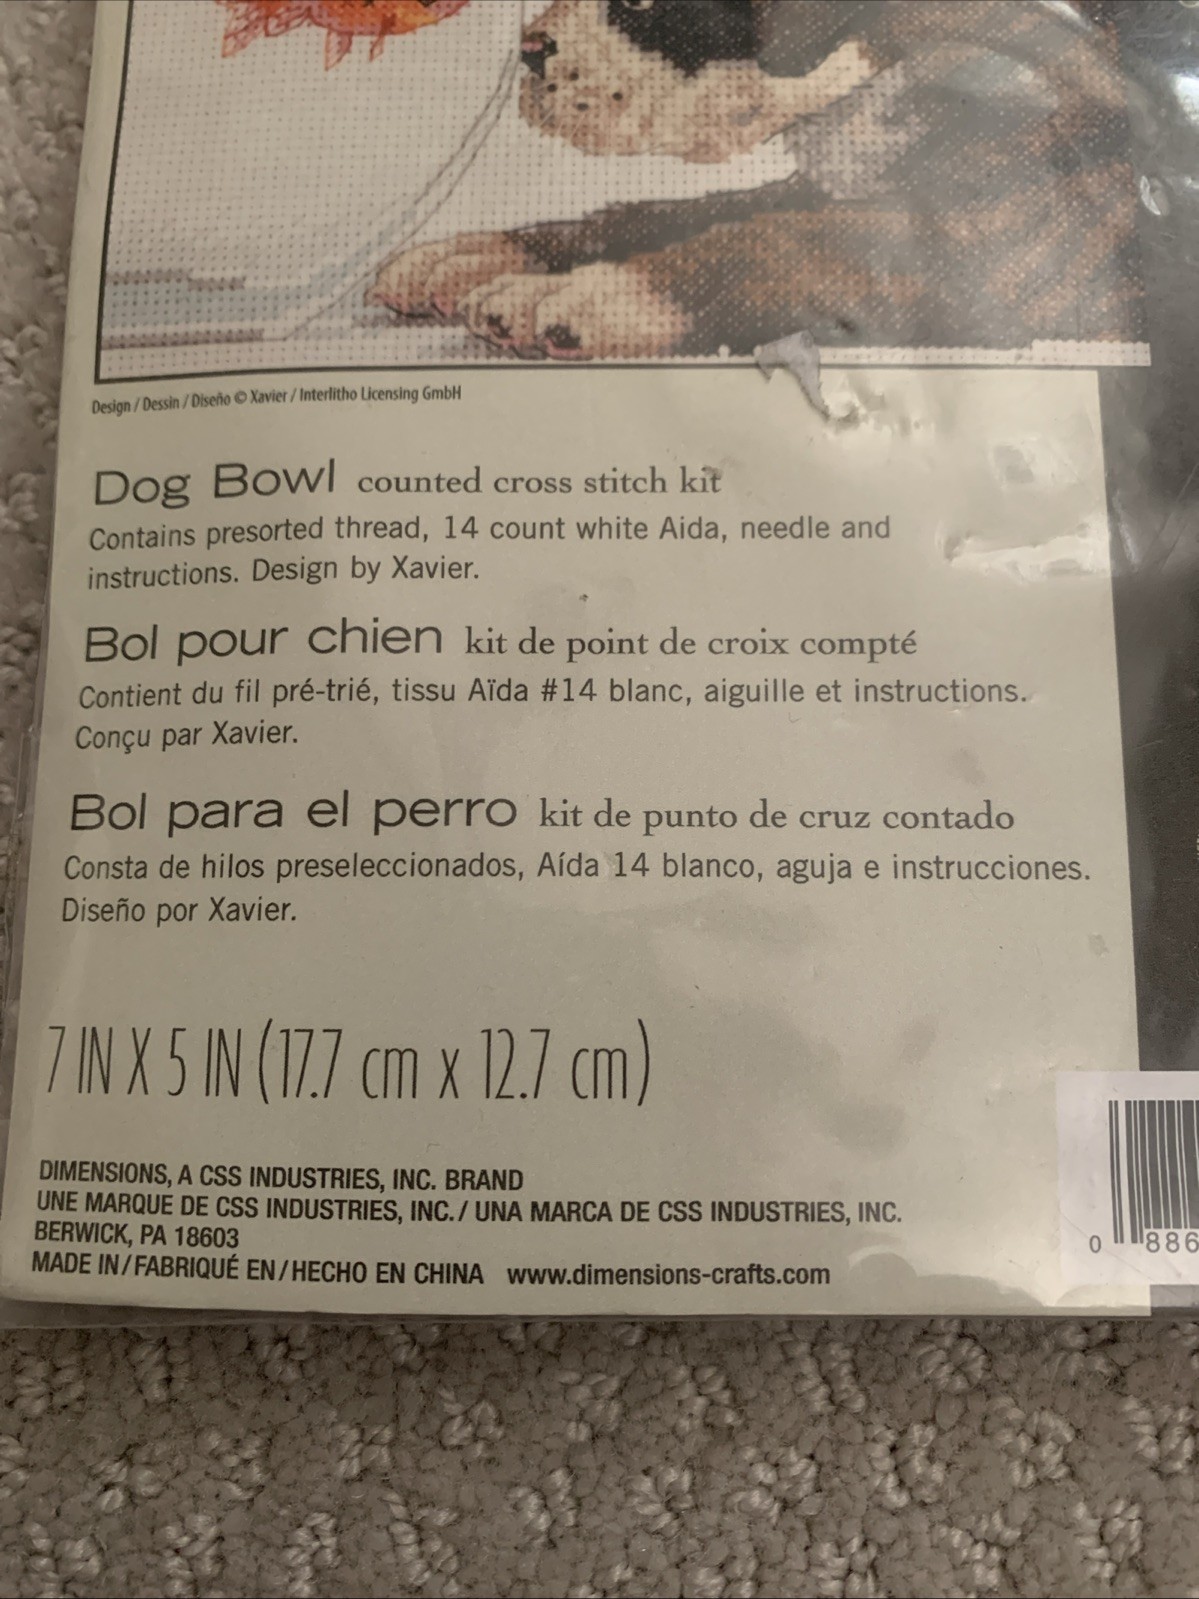 Design / Dessin / Diseño © Xavier / Interlitho Licensing GmbH
Dog Bowl counted cross stitch kit
Contains presorted thread, 14 count white Aida, needle and
instructions. Design by Xavier.
Bol pour chien kit de point de croix compté
Contient du fil pré-trié, tissu Aïda #14 blanc, aiguille et instructions.
Conçu par Xavier.
Bol para el perro kit de punto de cruz contado
Consta de hilos preseleccionados, Aída 14 blanco, aguja e instrucciones.
Diseño por Xavier.
7 IN X 5 IN (17.7 cm x 12.7 cm)
DIMENSIONS, A CSS INDUSTRIES, INC. BRAND
UNE MARQUE DE CSS INDUSTRIES, INC. / UNA MARCA DE CSS INDUSTRIES, INC.
BERWICK, PA 18603
MADE IN / FABRIQUÉ EN / HECHO EN CHINA www.dimensions-crafts.com
0 886